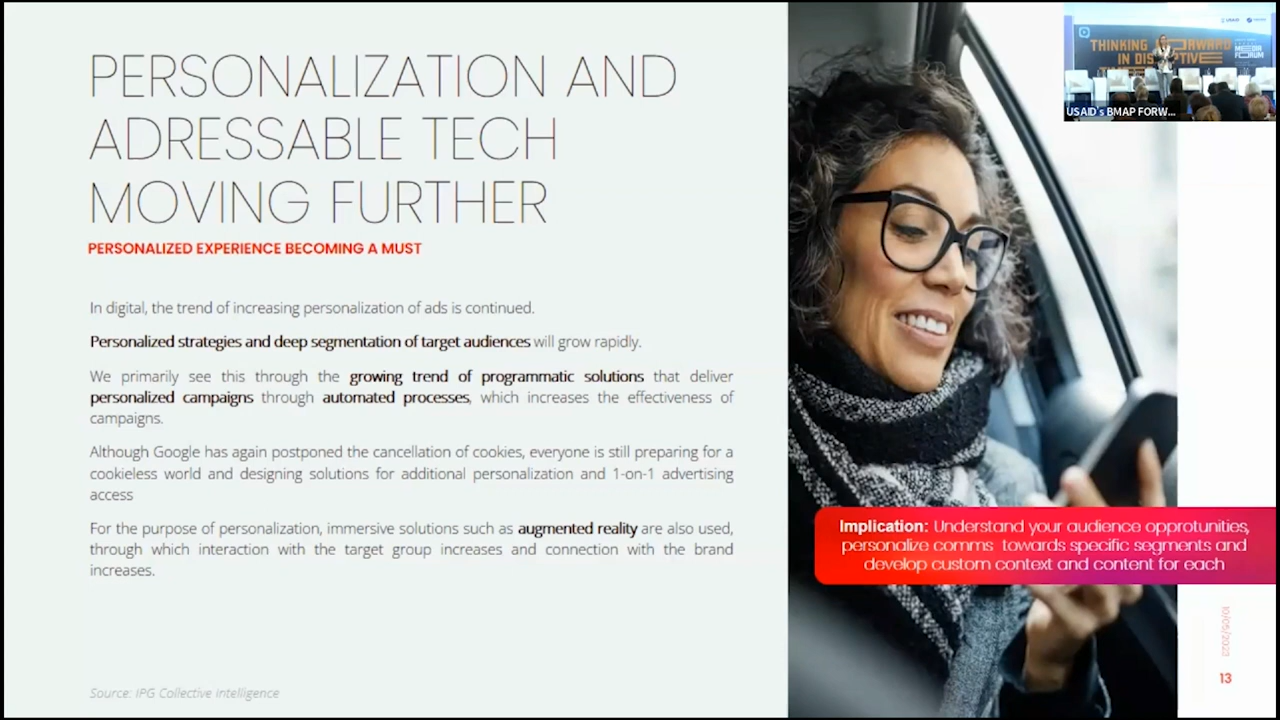 PERSONALIZATION AND
ADRESSABLE TECH
MOVING FURTHER
PERSONALIZED EXPERIENCE BECOMING A MUST
In digital, the trend of increasing personalization of ads is continued.
Personalized strategies and deep segmentation of target audiences will grow rapidly.
We primarily see this through the growing trend of programmatic solutions that deliver
personalized campaigns through automated processes, which increases the effectiveness of
campaigns.
Although Google has again postponed the cancellation of cookies, everyone is still preparing for a
cookieless world and designing solutions for additional personalization and 1-on-1 advertising
access
For the purpose of personalization, immersive solutions such as augmented reality are also used,
through which interaction with the target group increases and connection with the brand
increases.
Source: IPG Collective Intelligence
THINKING
IN
MEDIA
FORUM
USAID's BMAP FORW...
Implication: Understand your audience opprotunities,
personalize comms towards specific segments and
develop custom context and content for each
10/05/2023
13